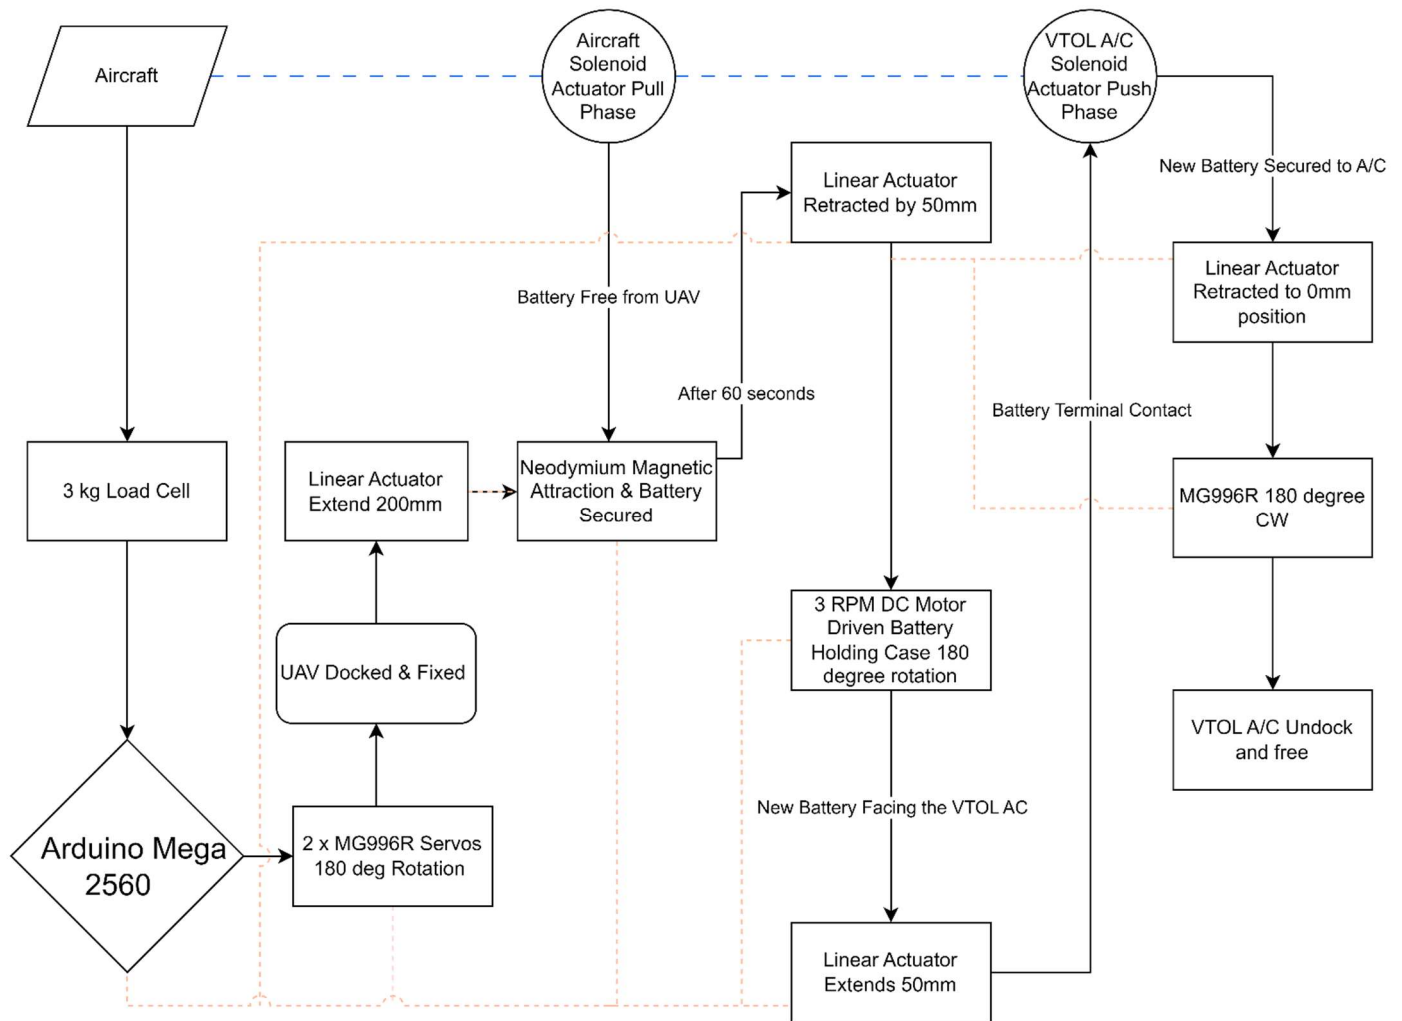 Aircraft
Aircraft
Solenoid
Actuator Pull
Phase
VTOL A/C
Solenoid
Actuator Push
Phase
Linear Actuator
Retracted by 50mm
New Battery Secured to A/C
Linear Actuator
Retracted to 0mm
position
Battery Free from UAV
After 60 seconds
Battery Terminal Contact
3 kg Load Cell
Linear Actuator
Extend 200mm
Neodymium Magnetic
Attraction & Battery
Secured
MG996R 180 degree
CW
UAV Docked & Fixed
3 RPM DC Motor
Driven Battery
Holding Case 180
degree rotation
VTOL A/C Undock
and free
New Battery Facing the VTOL AC
Arduino Mega
2560
2 x MG996R Servos
180 deg Rotation
Linear Actuator
Extends 50mm